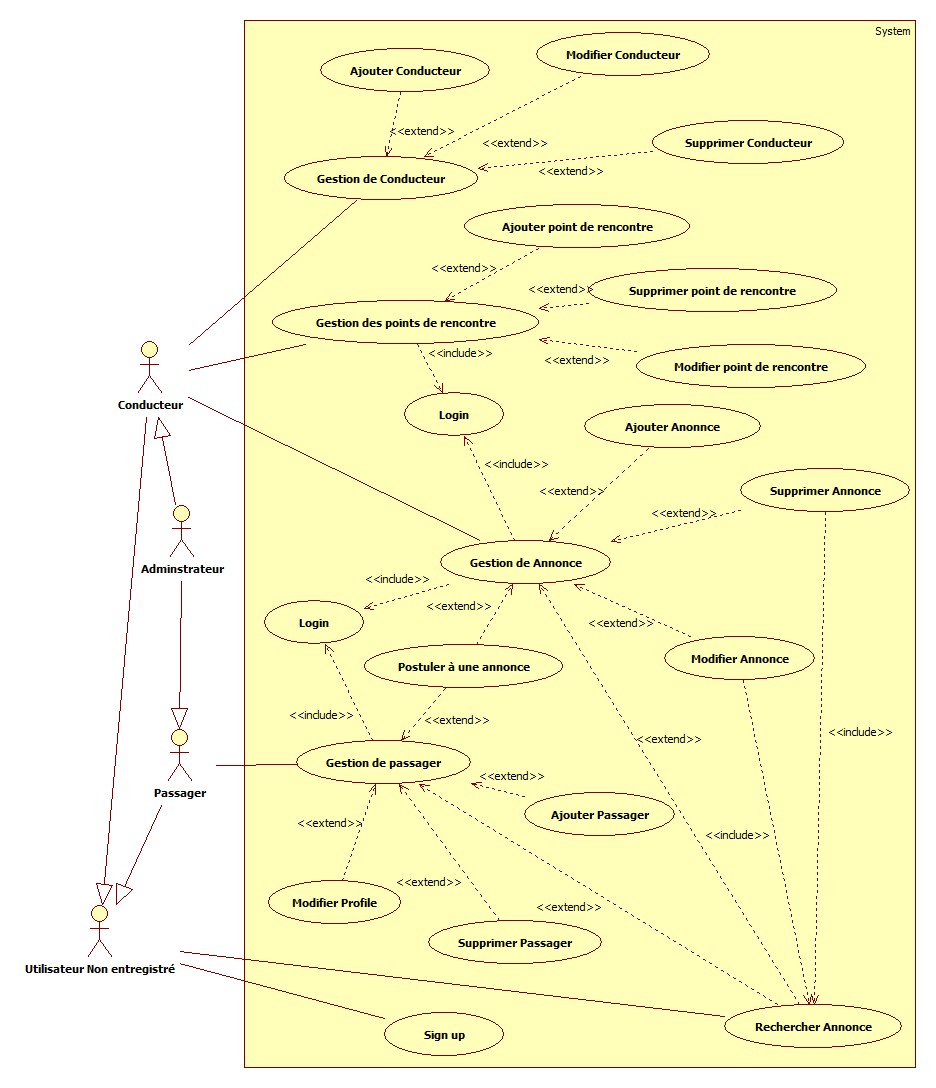 System
Modifier Conducteur
Ajouter Conducteur
<<extend>>
<<extend>>
Supprimer Conducteur
<<extend>>
Gestion de Conducteur
Ajouter point de rencontre
<<extend>>
<<extend>>
Supprimer point de rencontre
Gestion des points de rencontre
<<include>>
<<extend>>
Modifier point de rencontre
Conducteur
Login
Ajouter Anonnce
<<include>>
<<extend>>
Supprimer Annonce
<<extend>>
Adminstrateur
Gestion de Annonce
<<include>>
<<extend>>
Login
<<extend>>
Postuler à une annonce
Modifier Annonce
<<include>>
<<extend>>
<<extend>>
<<include>>
Gestion de passager
<<extend>>
Passager
Ajouter Passager
<<extend>>
<<include>>
<<extend>>
Modifier Profile
<<extend>>
Supprimer Passager
Utilisateur Non entregistré
Sign up
Rechercher Annonce